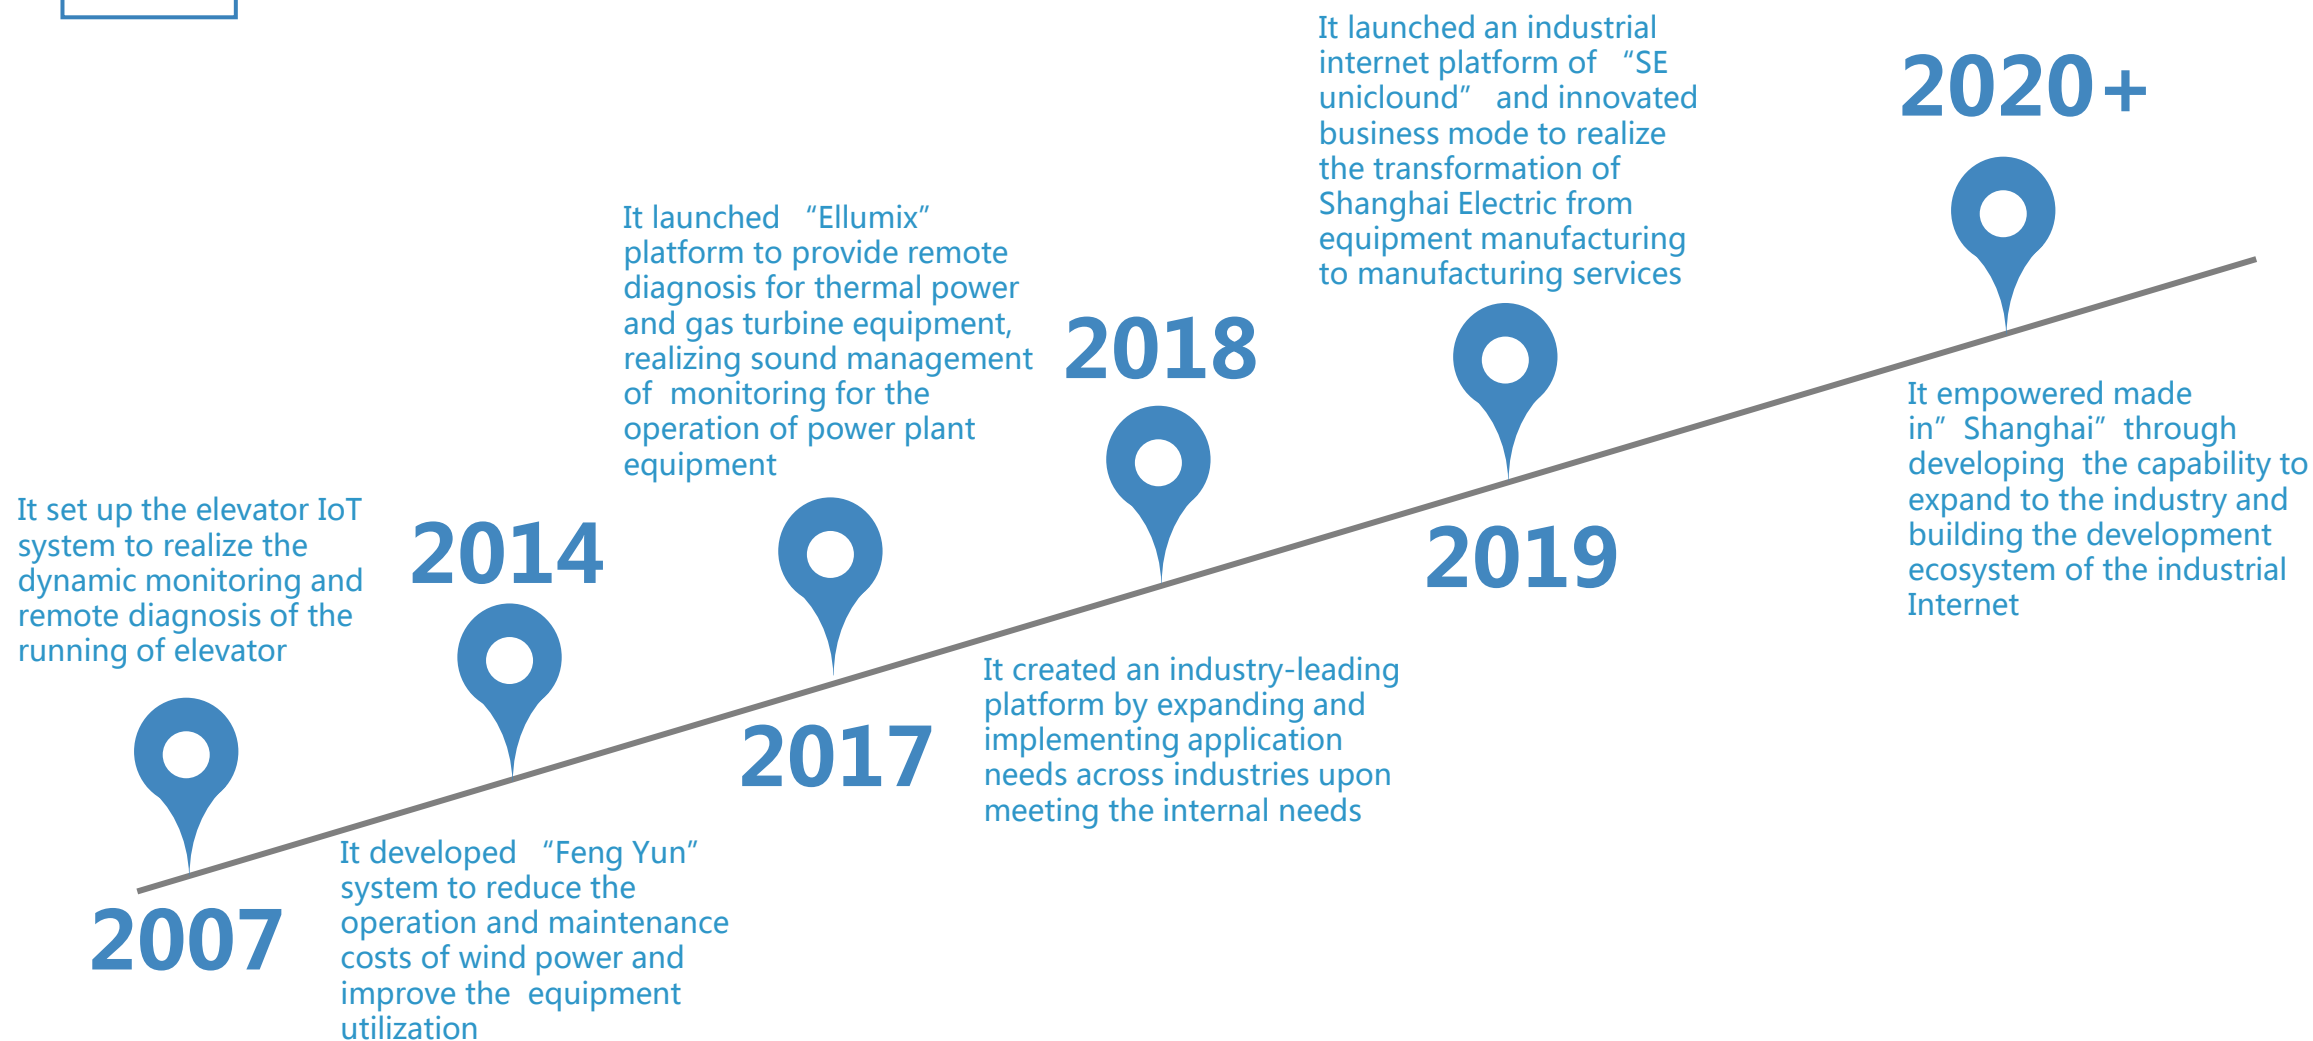 It set up the elevator IoT
system to realize the
dynamic monitoring and
remote diagnosis of the
running of elevator
2007
2014
It developed “Feng Yun”
system to reduce the
operation and maintenance
costs of wind power and
improve the equipment
utilization
It launched “Ellumix”
platform to provide remote
diagnosis for thermal power
and gas turbine equipment,
realizing sound management
of monitoring for the
operation of power plant
equipment
2017
2018
It created an industry-leading
platform by expanding and
implementing application
needs across industries upon
meeting the internal needs
It launched an industrial
internet platform of “SE
uniclound” and innovated
business mode to realize
the transformation of
Shanghai Electric from
equipment manufacturing
to manufacturing services
2019
2020+
It empowered made
in” Shanghai” through
developing the capability to
expand to the industry and
building the development
ecosystem of the industrial
Internet